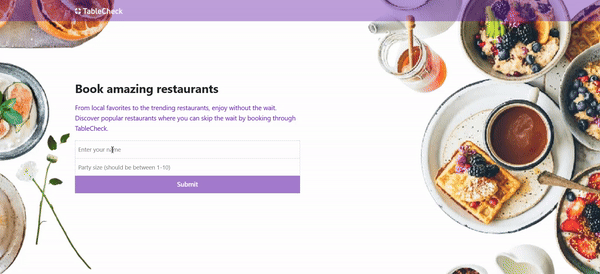 TableCheck
Book amazing restaurants
From local favorites to the trending restaurants, enjoy without the wait.
Discover popular restaurants where you can skip the wait by booking through
TableCheck.
Enter your name
Party size (should be between 1-10)
Submit